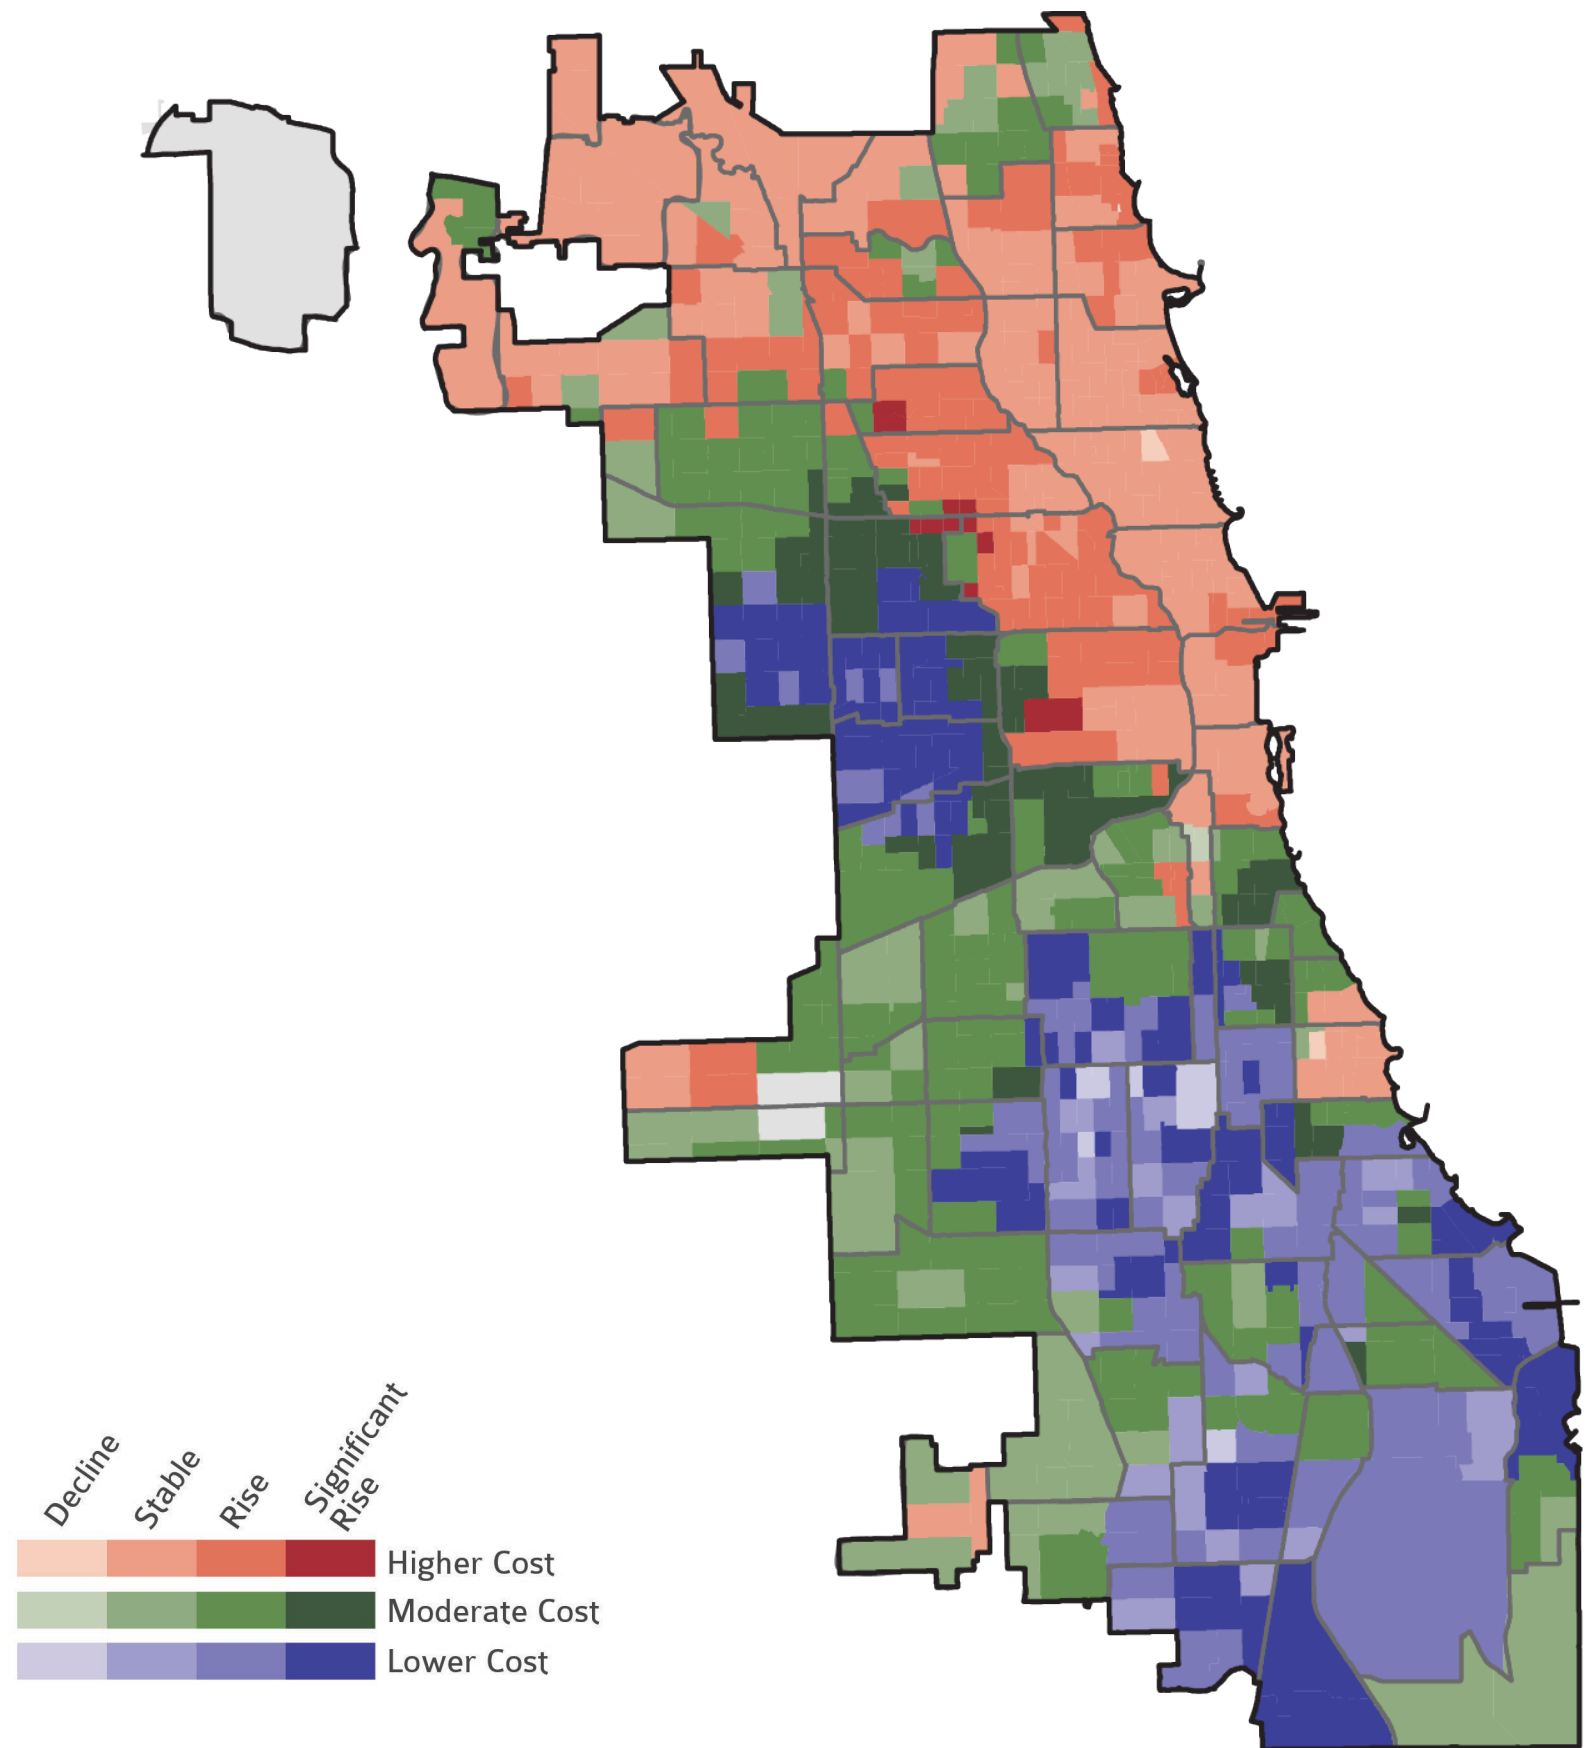 Decline
Stable
Rise
Significant
Rise
Higher Cost
Moderate Cost
Lower Cost